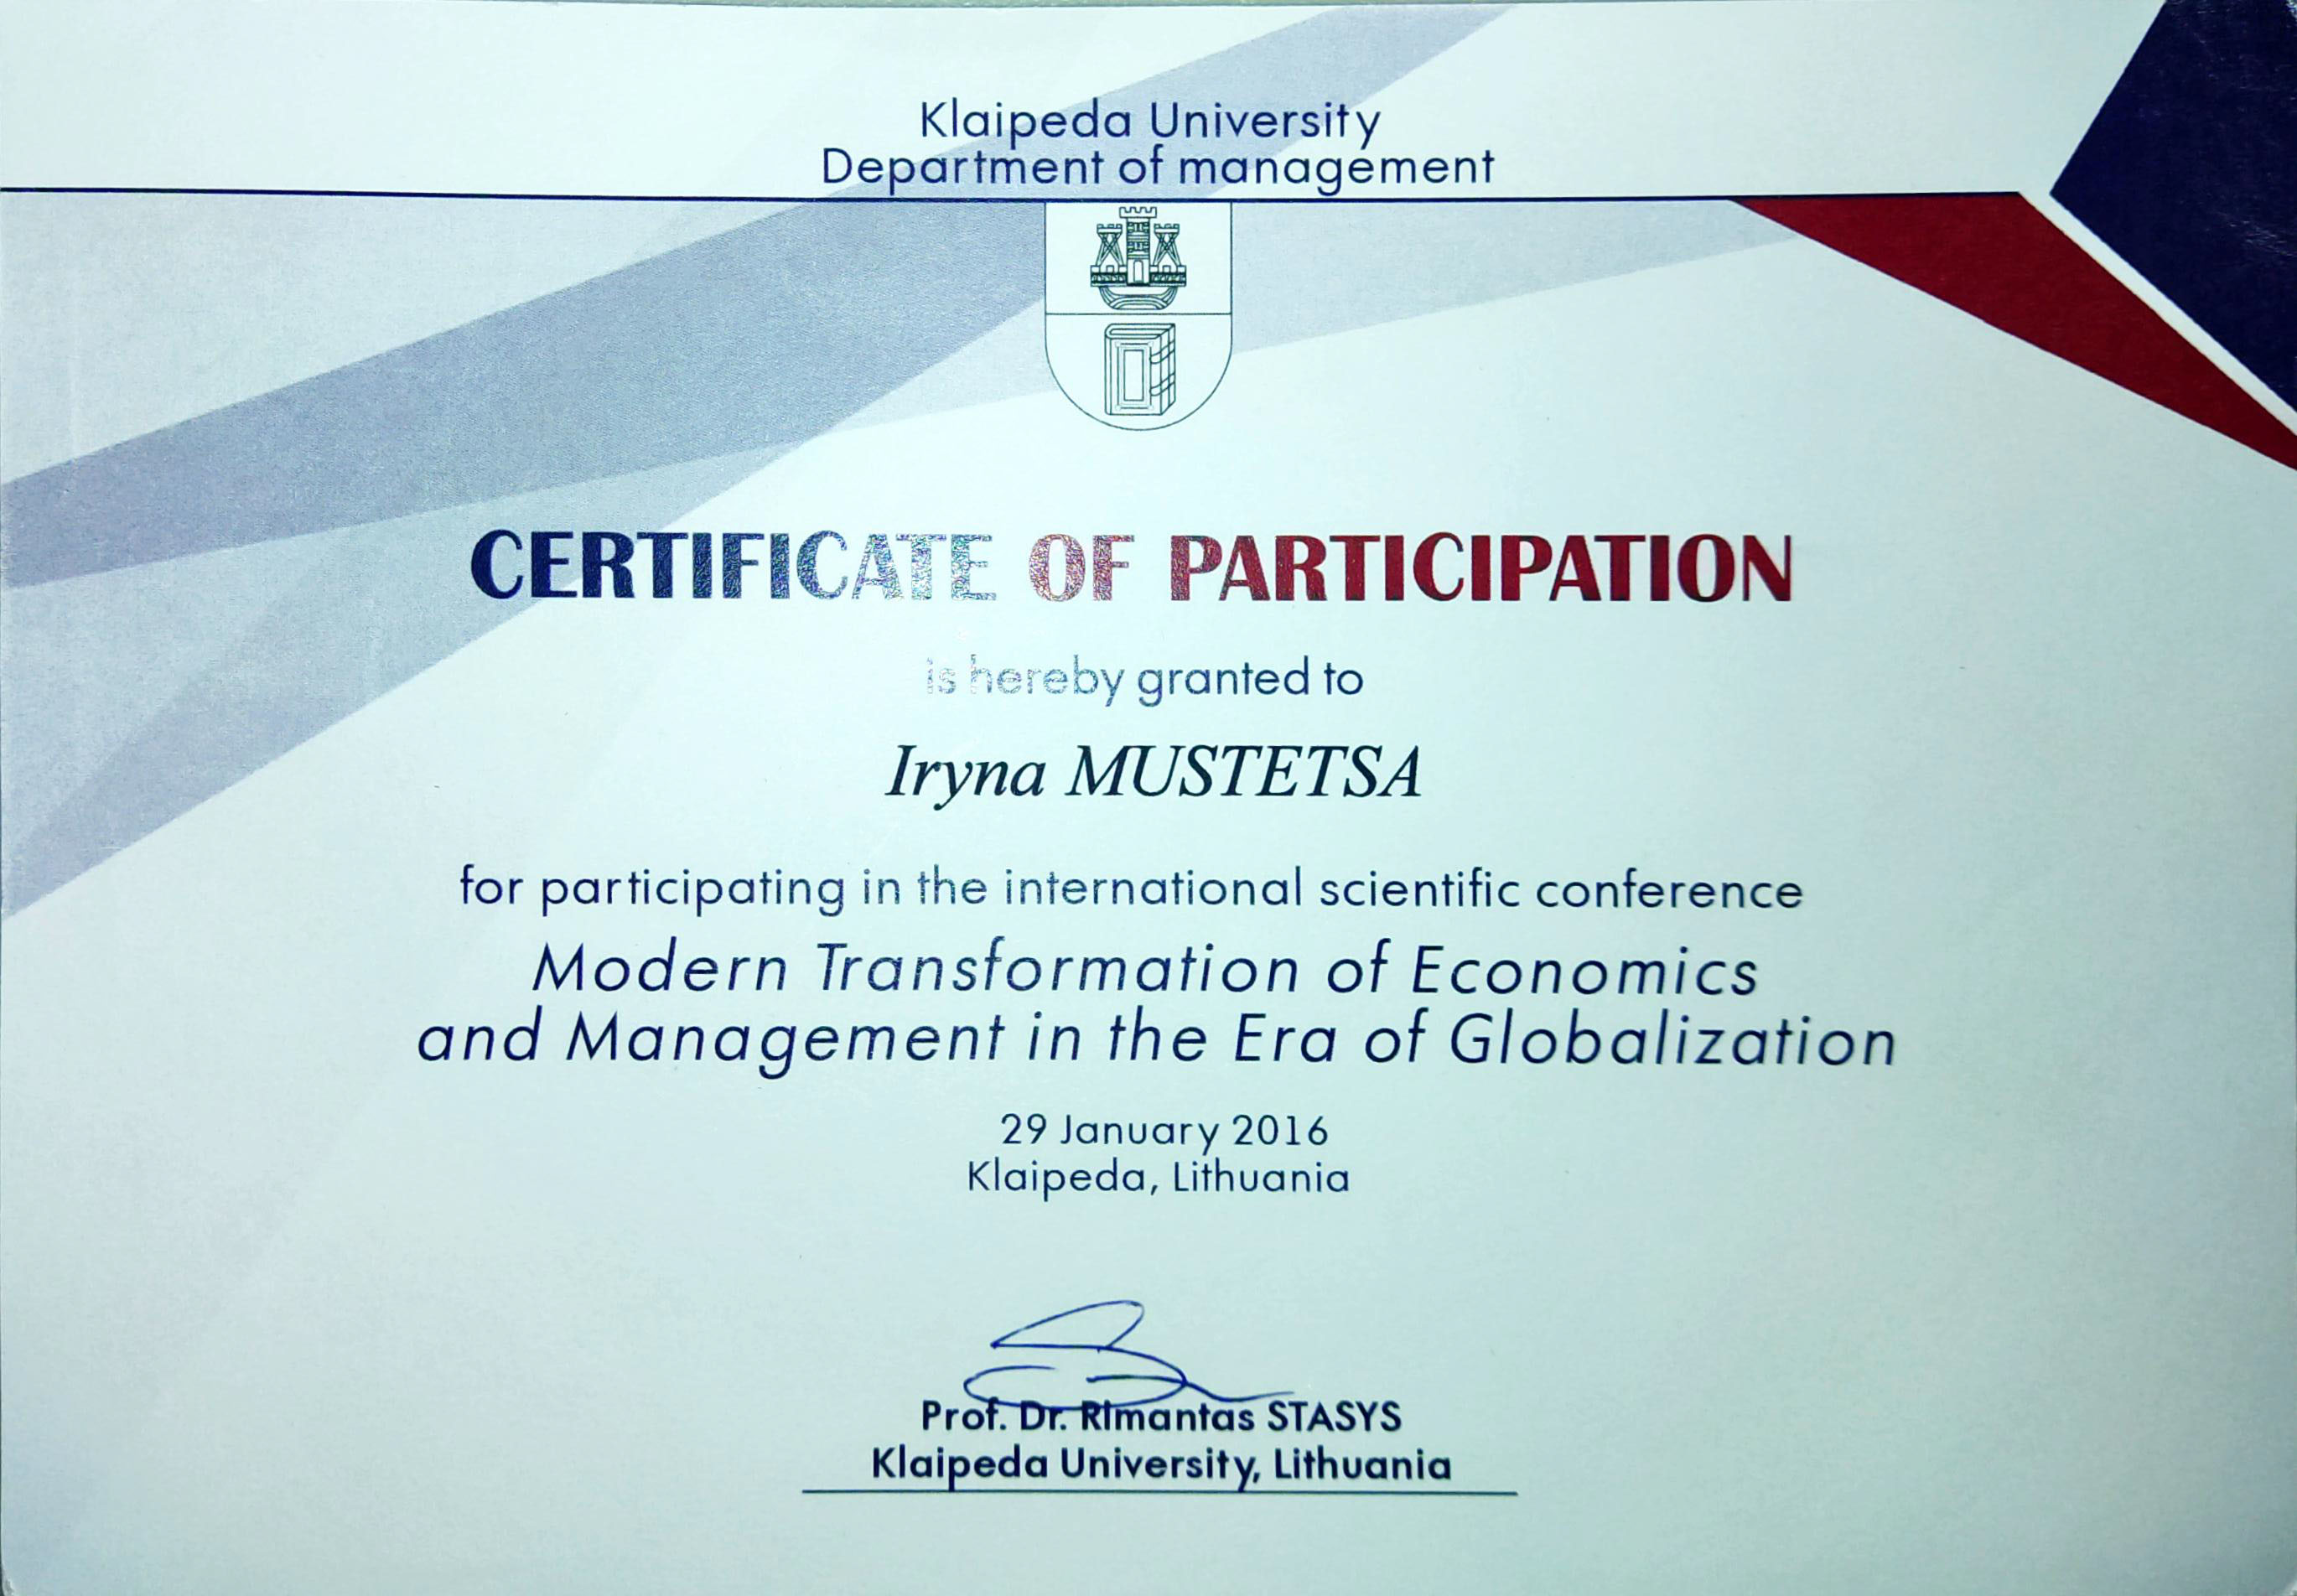 Klaipeda University
Department of management
CERTIFICATE OF PARTICIPATION
is hereby granted to
Iryna MUSTETSA
for participating in the international scientific conference
Modern Transformation of Economics
and Management in the Era of Globalization
29 January 2016
Klaipeda, Lithuania
Prof. Dr. Rimantas STASYS
Klaipeda University, Lithuania